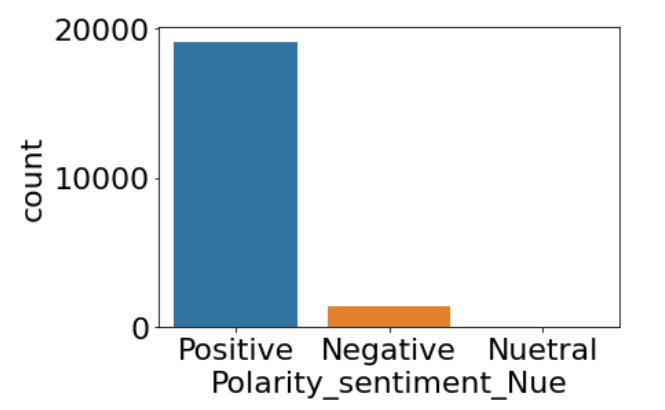 20000
10000
0
count
Positive Negative Nuetral
Polarity_sentiment_Nue